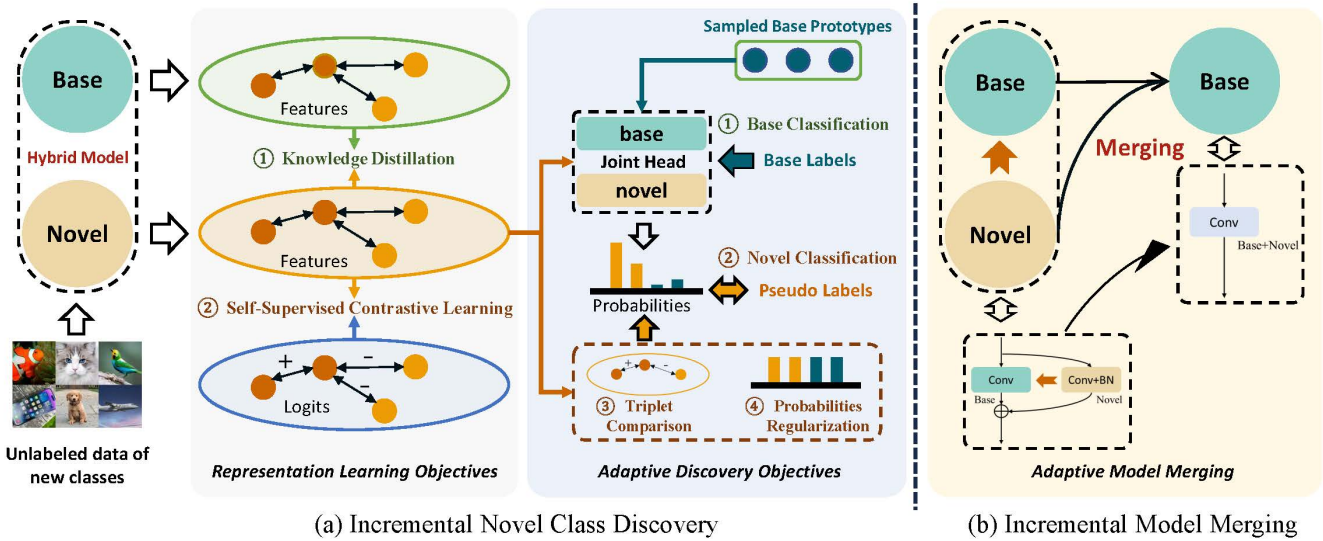 Base
Hybrid Model
Novel
Unlabeled data of
new classes
Features
① Knowledge Distillation
Features
② Self-Supervised Contrastive Learning
+
-
-
Logits
Representation Learning Objectives
Sampled Base Prototypes
base
Joint Head
novel
① Base Classification
Base Labels
② Novel Classification
Pseudo Labels
Probabilities
+
-
③ Triplet
Comparison
④ Probabilities
Regularization
Adaptive Discovery Objectives
(a) Incremental Novel Class Discovery
Base
Base
Merging
Novel
Conv
Base+Novel
Conv
Conv+BN
Base
Novel
Adaptive Model Merging
(b) Incremental Model Merging